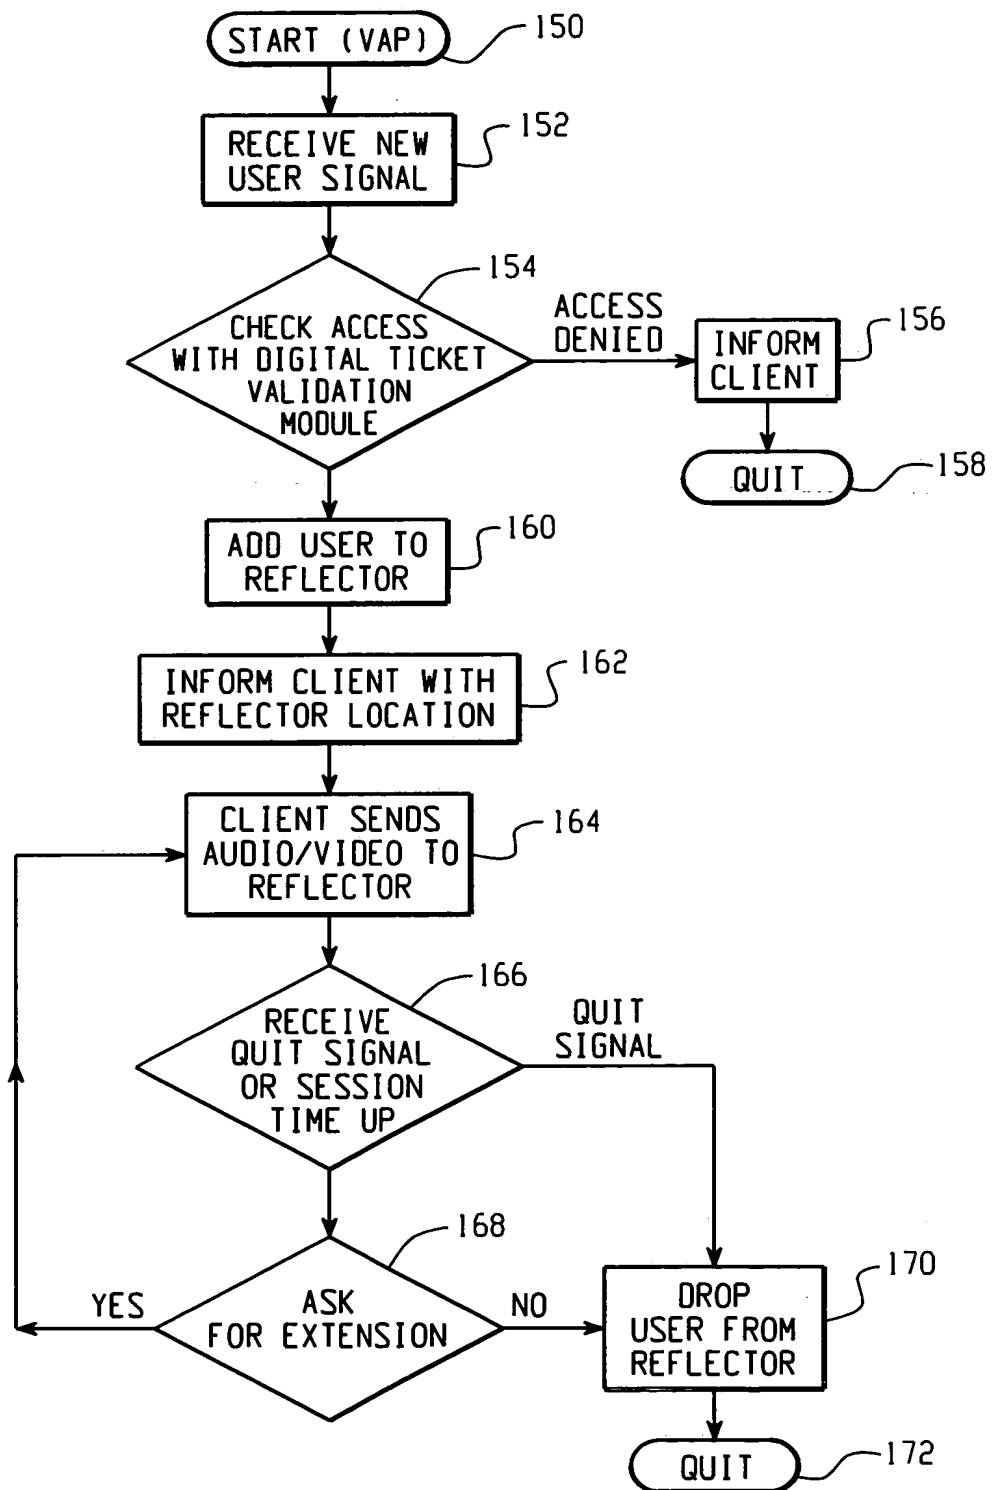 START (VAP)
150
RECEIVE NEW
USER SIGNAL
152
CHECK ACCESS
WITH DIGITAL TICKET
VALIDATION
MODULE
154
ACCESS
DENIED
INFORM
CLIENT
156
QUIT
158
ADD USER TO
REFLECTOR
160
INFORM CLIENT WITH
REFLECTOR LOCATION
162
CLIENT SENDS
AUDIO/VIDEO TO
REFLECTOR
164
RECEIVE
QUIT SIGNAL
OR SESSION
TIME UP
166
QUIT
SIGNAL
ASK
FOR EXTENSION
168
YES
NO
DROP
USER FROM
REFLECTOR
170
QUIT
172